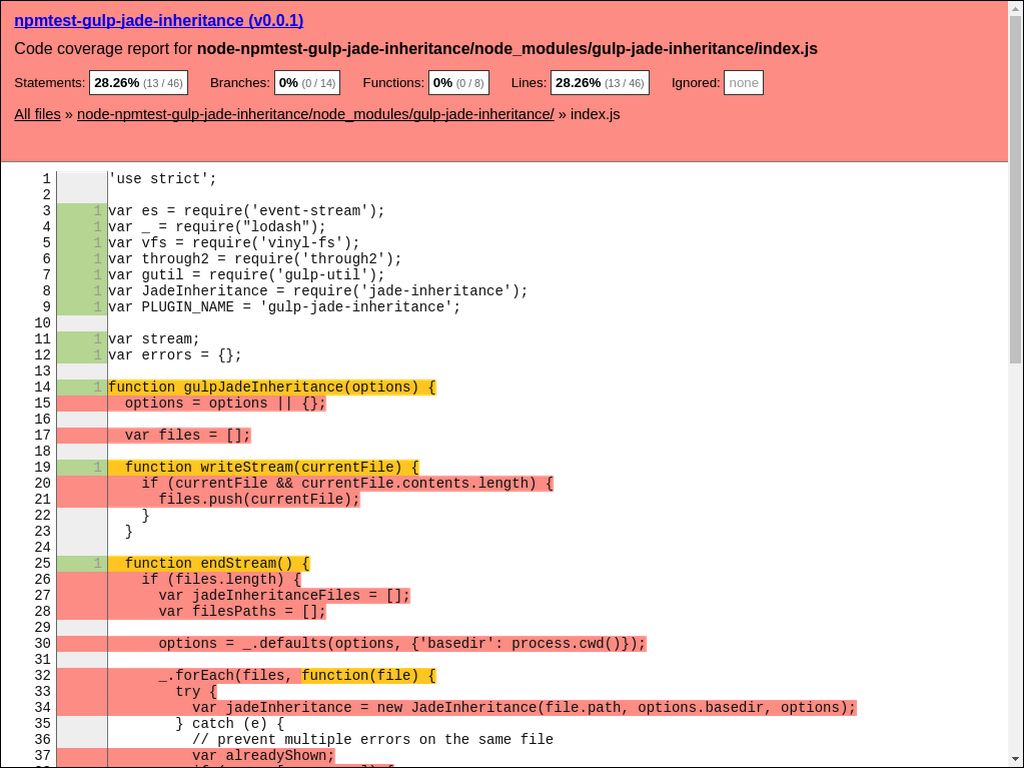 npmtest-gulp-jade-inheritance (v0.0.1)
Code coverage report for node-npmtest-gulp-jade-inheritance/node_modules/gulp-jade-inheritance/index.js
Statements: 28.26% (13 / 46) Branches: 0% (0 / 14) Functions: 0% (0 / 8) Lines: 28.26% (13 / 46) Ignored: none
All files » node-npmtest-gulp-jade-inheritance/node_modules/gulp-jade-inheritance/ » index.js
1 'use strict';
2
3 1 var es = require('event-stream');
4 1 var _ = require("lodash");
5 1 var vfs = require('vinyl-fs');
6 1 var through2 = require('through2');
7 1 var gutil = require('gulp-util');
8 1 var JadeInheritance = require('jade-inheritance');
9 1 var PLUGIN_NAME = 'gulp-jade-inheritance';
10
11 1 var stream;
12 1 var errors = {};
13
14 1 function gulpJadeInheritance(options) {
15 options = options || {};
16
17 var files = [];
18
19 1 function writeStream(currentFile) {
20 if (currentFile && currentFile.contents.length) {
21 files.push(currentFile);
22 }
23 }
24
25 1 function endStream() {
26 if (files.length) {
27 var jadeInheritanceFiles = [];
28 var filesPaths = [];
29
30 options = _.defaults(options, {'basedir': process.cwd()});
31
32 _.forEach(files, function(file) {
33 try {
34 var jadeInheritance = new JadeInheritance(file.path, options.basedir, options);
35 } catch (e) {
36 // prevent multiple errors on the same file
37 var alreadyShown;